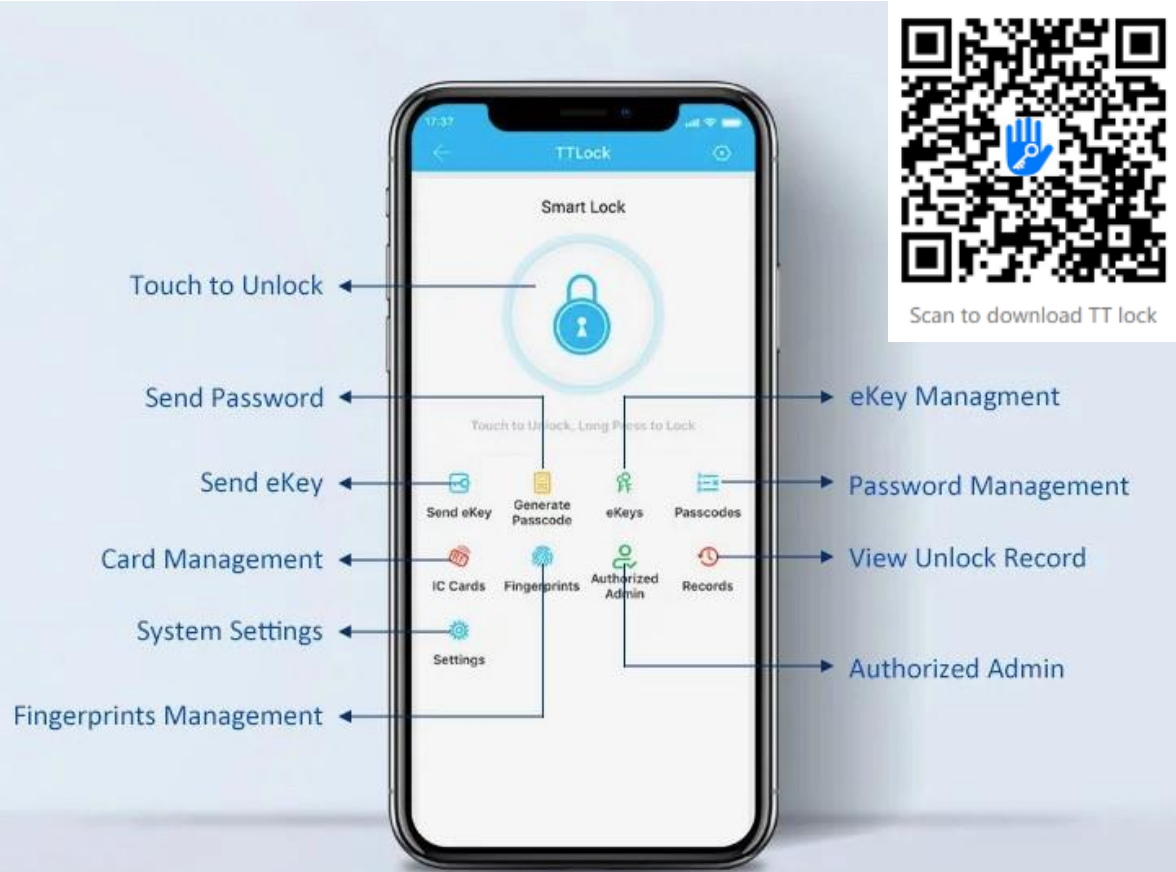 17:37
TTLock
Smart Lock
Touch to Unlock
Send Password
eKey Managment
Touch to Unlock, Long Press to Lock
Send eKey
Password Management
Send eKey
Generate
Passcode
eKeys
Passcodes
Card Management
View Unlock Record
IC Cards
Fingerprints
Authorized
Admin
Records
System Settings
Settings
Authorized Admin
Fingerprints Management
Scan to download TT lock